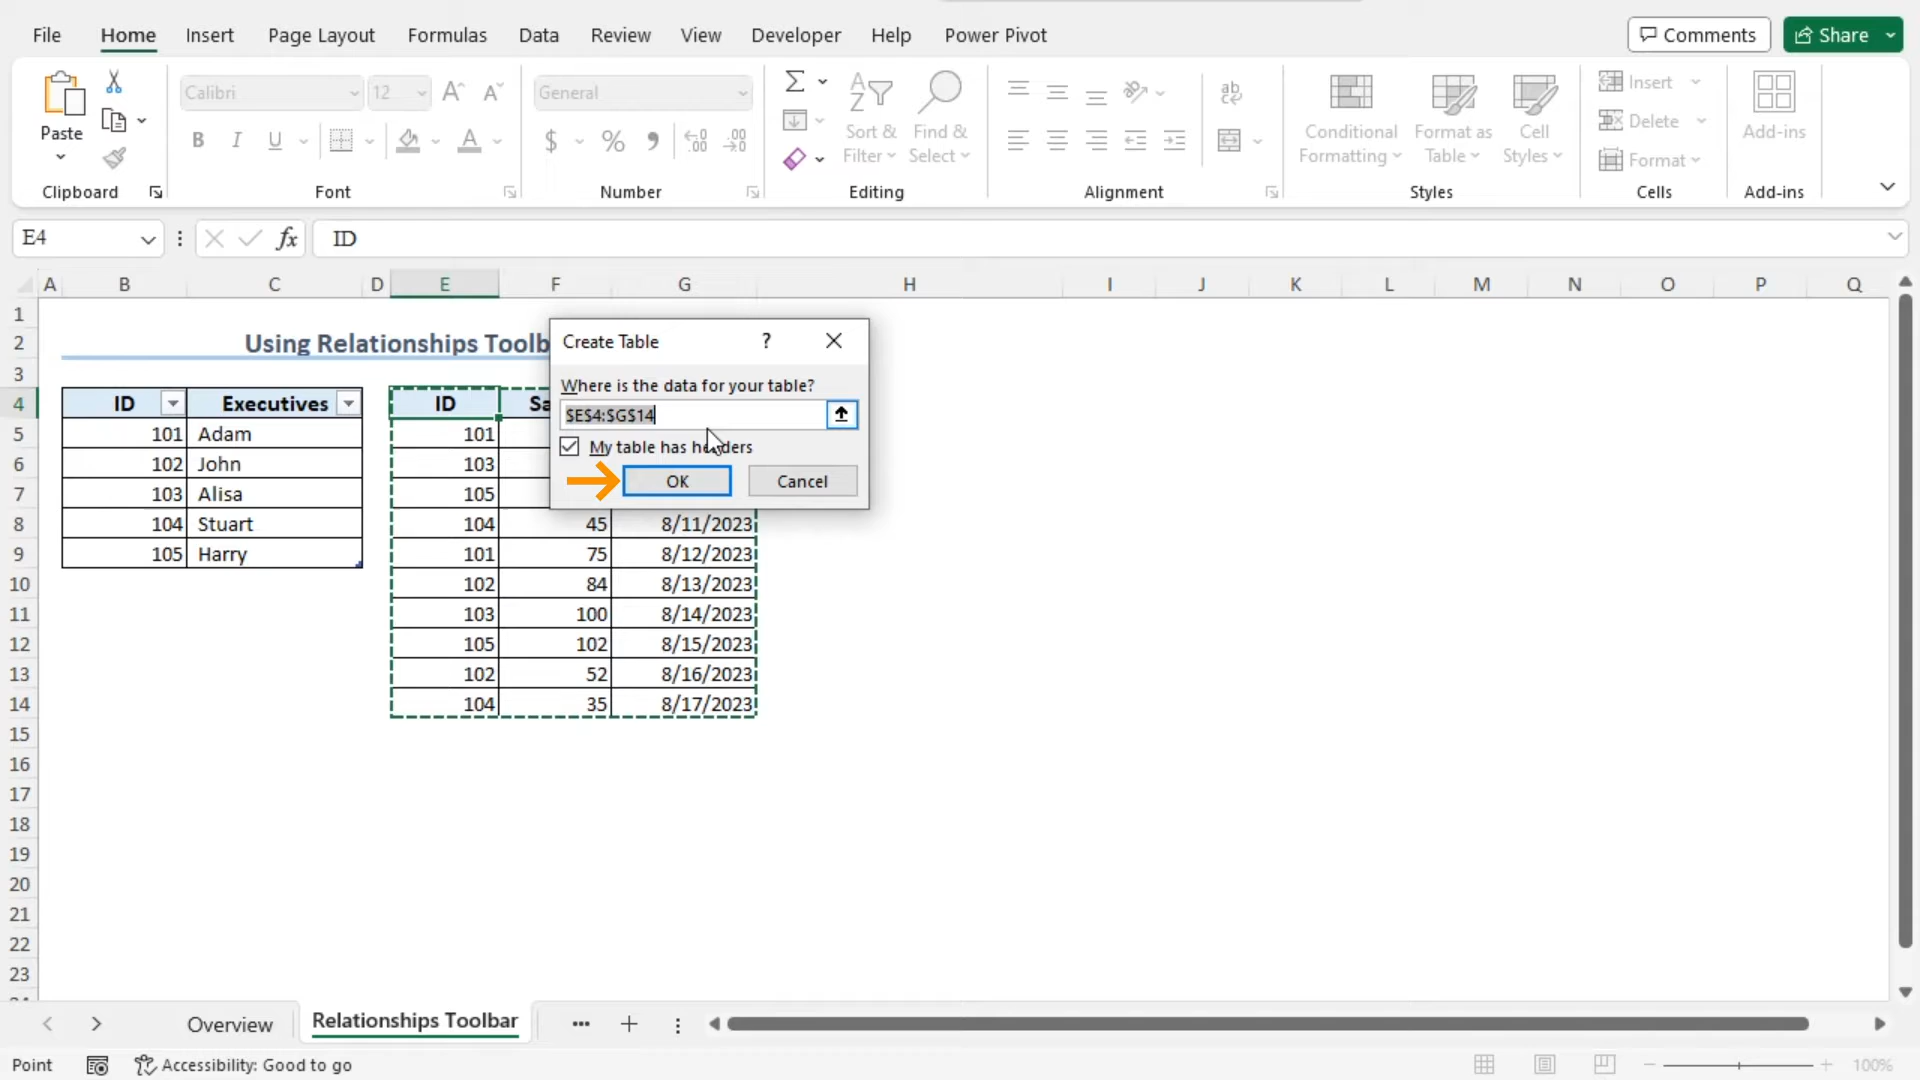 File Home Insert Page Layout Formulas Data Review View Developer Help Power Pivot Comments Share
Paste
Clipboard
Calibri 12
B I U A
Font
General
$ % ,
Number
Sort & Filter
Find & Select
Editing
ab
Alignment
Conditional Formatting
Format as Table
Cell Styles
Styles
Insert
Delete
Format
Cells
Add-ins
Add-ins
E4 fx ID
A B C D E F G H I J K L M N O P Q
1
2 Using Relationships Toolb
3
4 ID Executives ID Sa
5 101 Adam 101
6 102 John 103
7 103 Alisa 105
8 104 Stuart 104 45 8/11/2023
9 105 Harry 101 75 8/12/2023
10 102 84 8/13/2023
11 103 100 8/14/2023
12 105 102 8/15/2023
13 102 52 8/16/2023
14 104 35 8/17/2023
15
16
17
18
19
20
21
22
23
Create Table ?
Where is the data for your table?
$E$4:$G$14
My table has headers
OK Cancel
Overview Relationships Toolbar
Point Accessibility: Good to go 100%